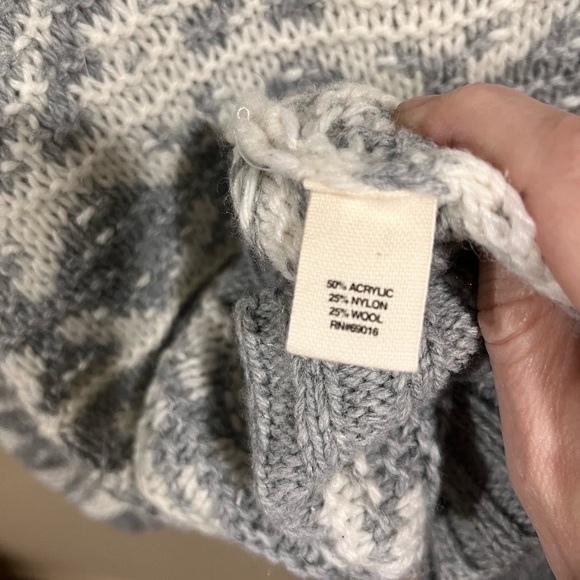 50% ACRYLIC
25% NYLON
25% WOOL
RN#69016